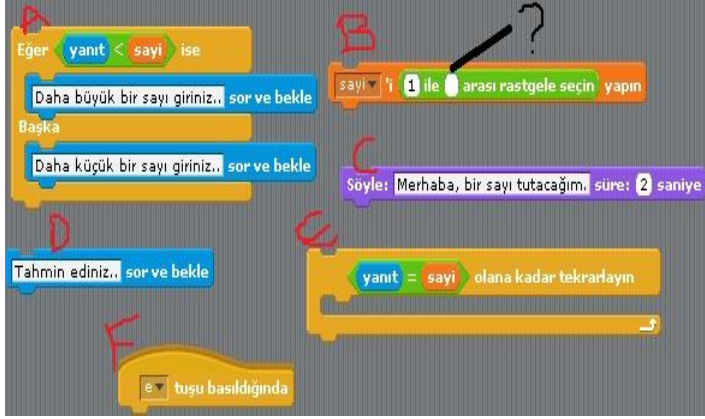 A
Eğer yanıt < sayi ise
Daha büyük bir sayı giriniz.. sor ve bekle
Başka
Daha küçük bir sayı giriniz.. sor ve bekle
B
?
sayi 'i 1 ile arası rastgele seçin yapın
C
Söyle: Merhaba, bir sayı tutacağım. süre: 2 saniye
D
Tahmin ediniz.. sor ve bekle
E
yanıt = sayi olana kadar tekrarlayın
F
e tuşu basıldığında